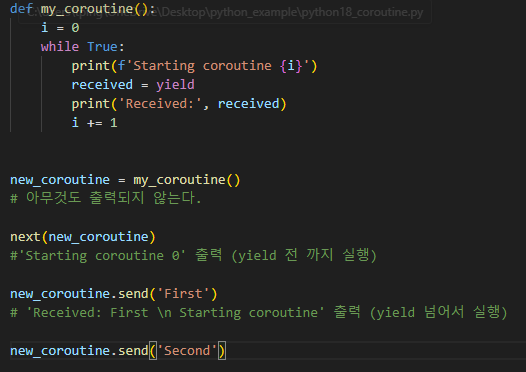 C:\Users\ping\OneDrive\Desktop\python_example\python18_coroutine.py
def my_coroutine():
    i = 0
    while True:
        print(f'Starting coroutine {i}')
        received = yield
        print('Received:', received)
        i += 1
new_coroutine = my_coroutine()
# 아무것도 출력되지 않는다.
next(new_coroutine)
#'Starting coroutine 0' 출력 (yield 전 까지 실행)
new_coroutine.send('First')
# 'Received: First \n Starting coroutine' 출력 (yield 넘어서 실행)
new_coroutine.send('Second')